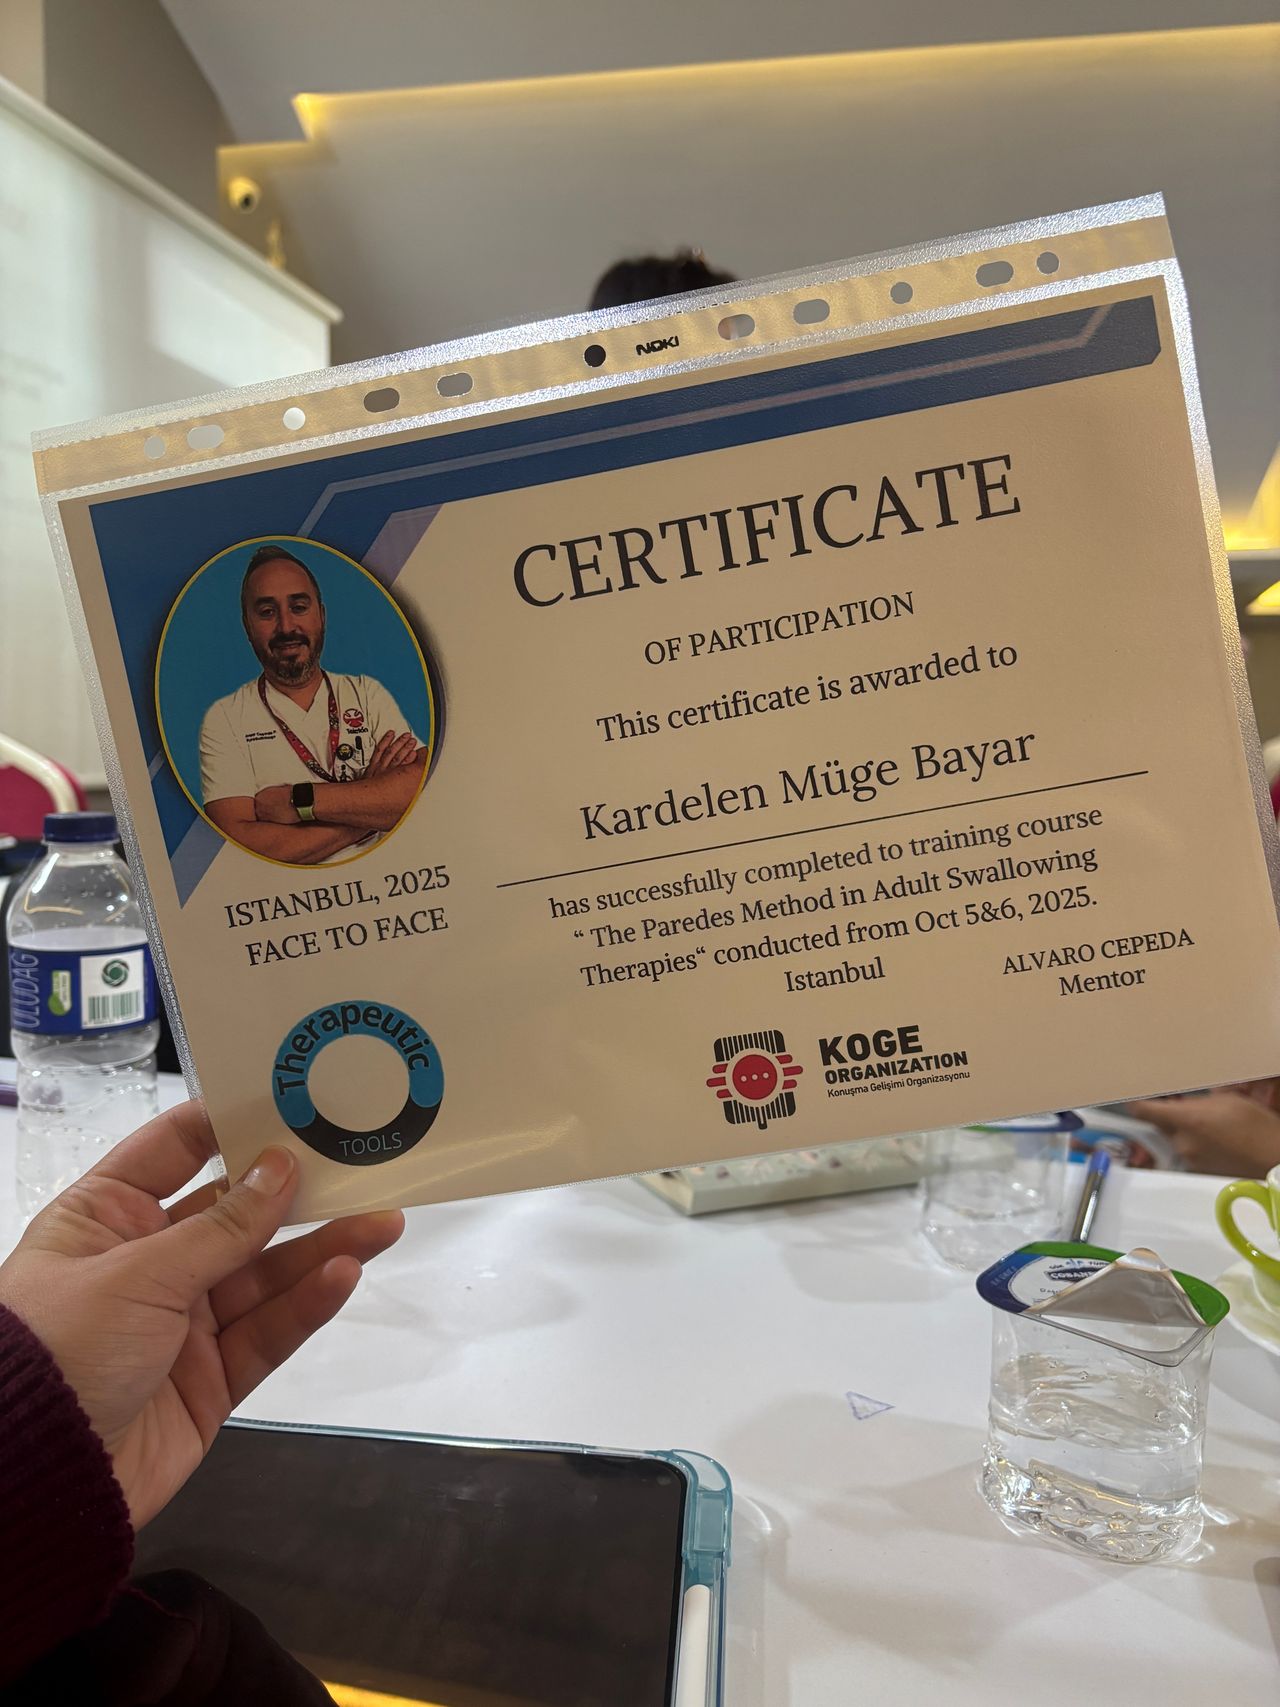 NOKI
CERTIFICATE
OF PARTICIPATION
This certificate is awarded to
Kardelen Müge Bayar
has successfully completed to training course
“ The Paredes Method in Adult Swallowing
Therapies“ conducted from Oct 5&6, 2025.
Istanbul
ALVARO CEPEDA
Mentor
ISTANBUL, 2025
FACE TO FACE
Therapeutic
TOOLS
KOGE
ORGANIZATION
Konuşma Gelişimi Organizasyonu
Teletón
ULUDAĞ